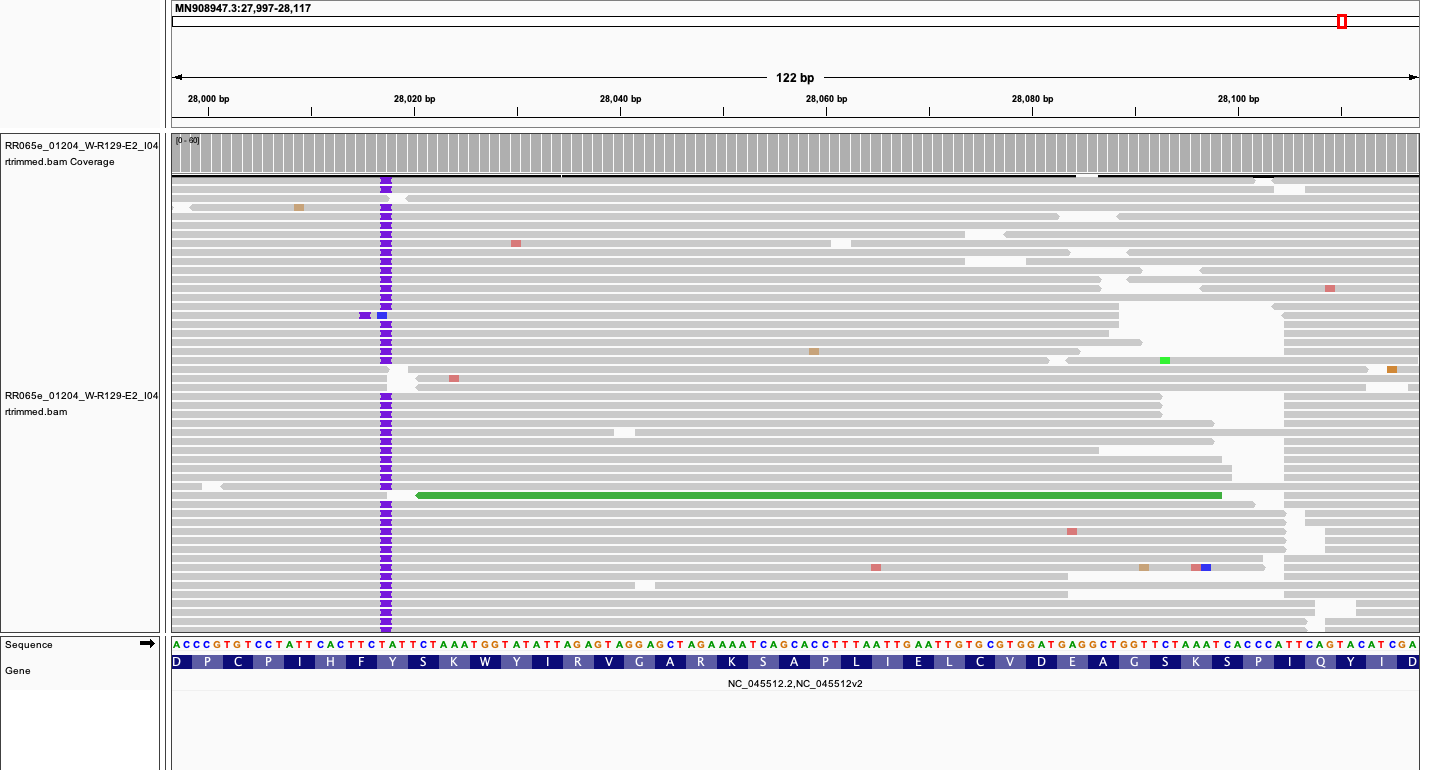 MN908947.3:27,997-28,117
122 bp
28,000 bp 28,020 bp 28,040 bp 28,060 bp 28,080 bp 28,100 bp
RR065e_01204_W-R129-E2_I04
rtrimmed.bam Coverage
[0 - 60]
RR065e_01204_W-R129-E2_I04
rtrimmed.bam
Sequence
ACCCGTGTCCTATTCACTTCTATTCTAAATGGTATATTAGAGTAGGAGCTAGAAAATCAGCACCTTTAATTGAATTGTGCGTGGATGAGGCTGGTTCTAAATCACCCATTCAGTACATCGA
Gene
D P C P I H F Y S K W Y I R V G A R K S A P L I E L C V D E A G S K S P I Q Y I D
NC_045512.2,NC_045512v2